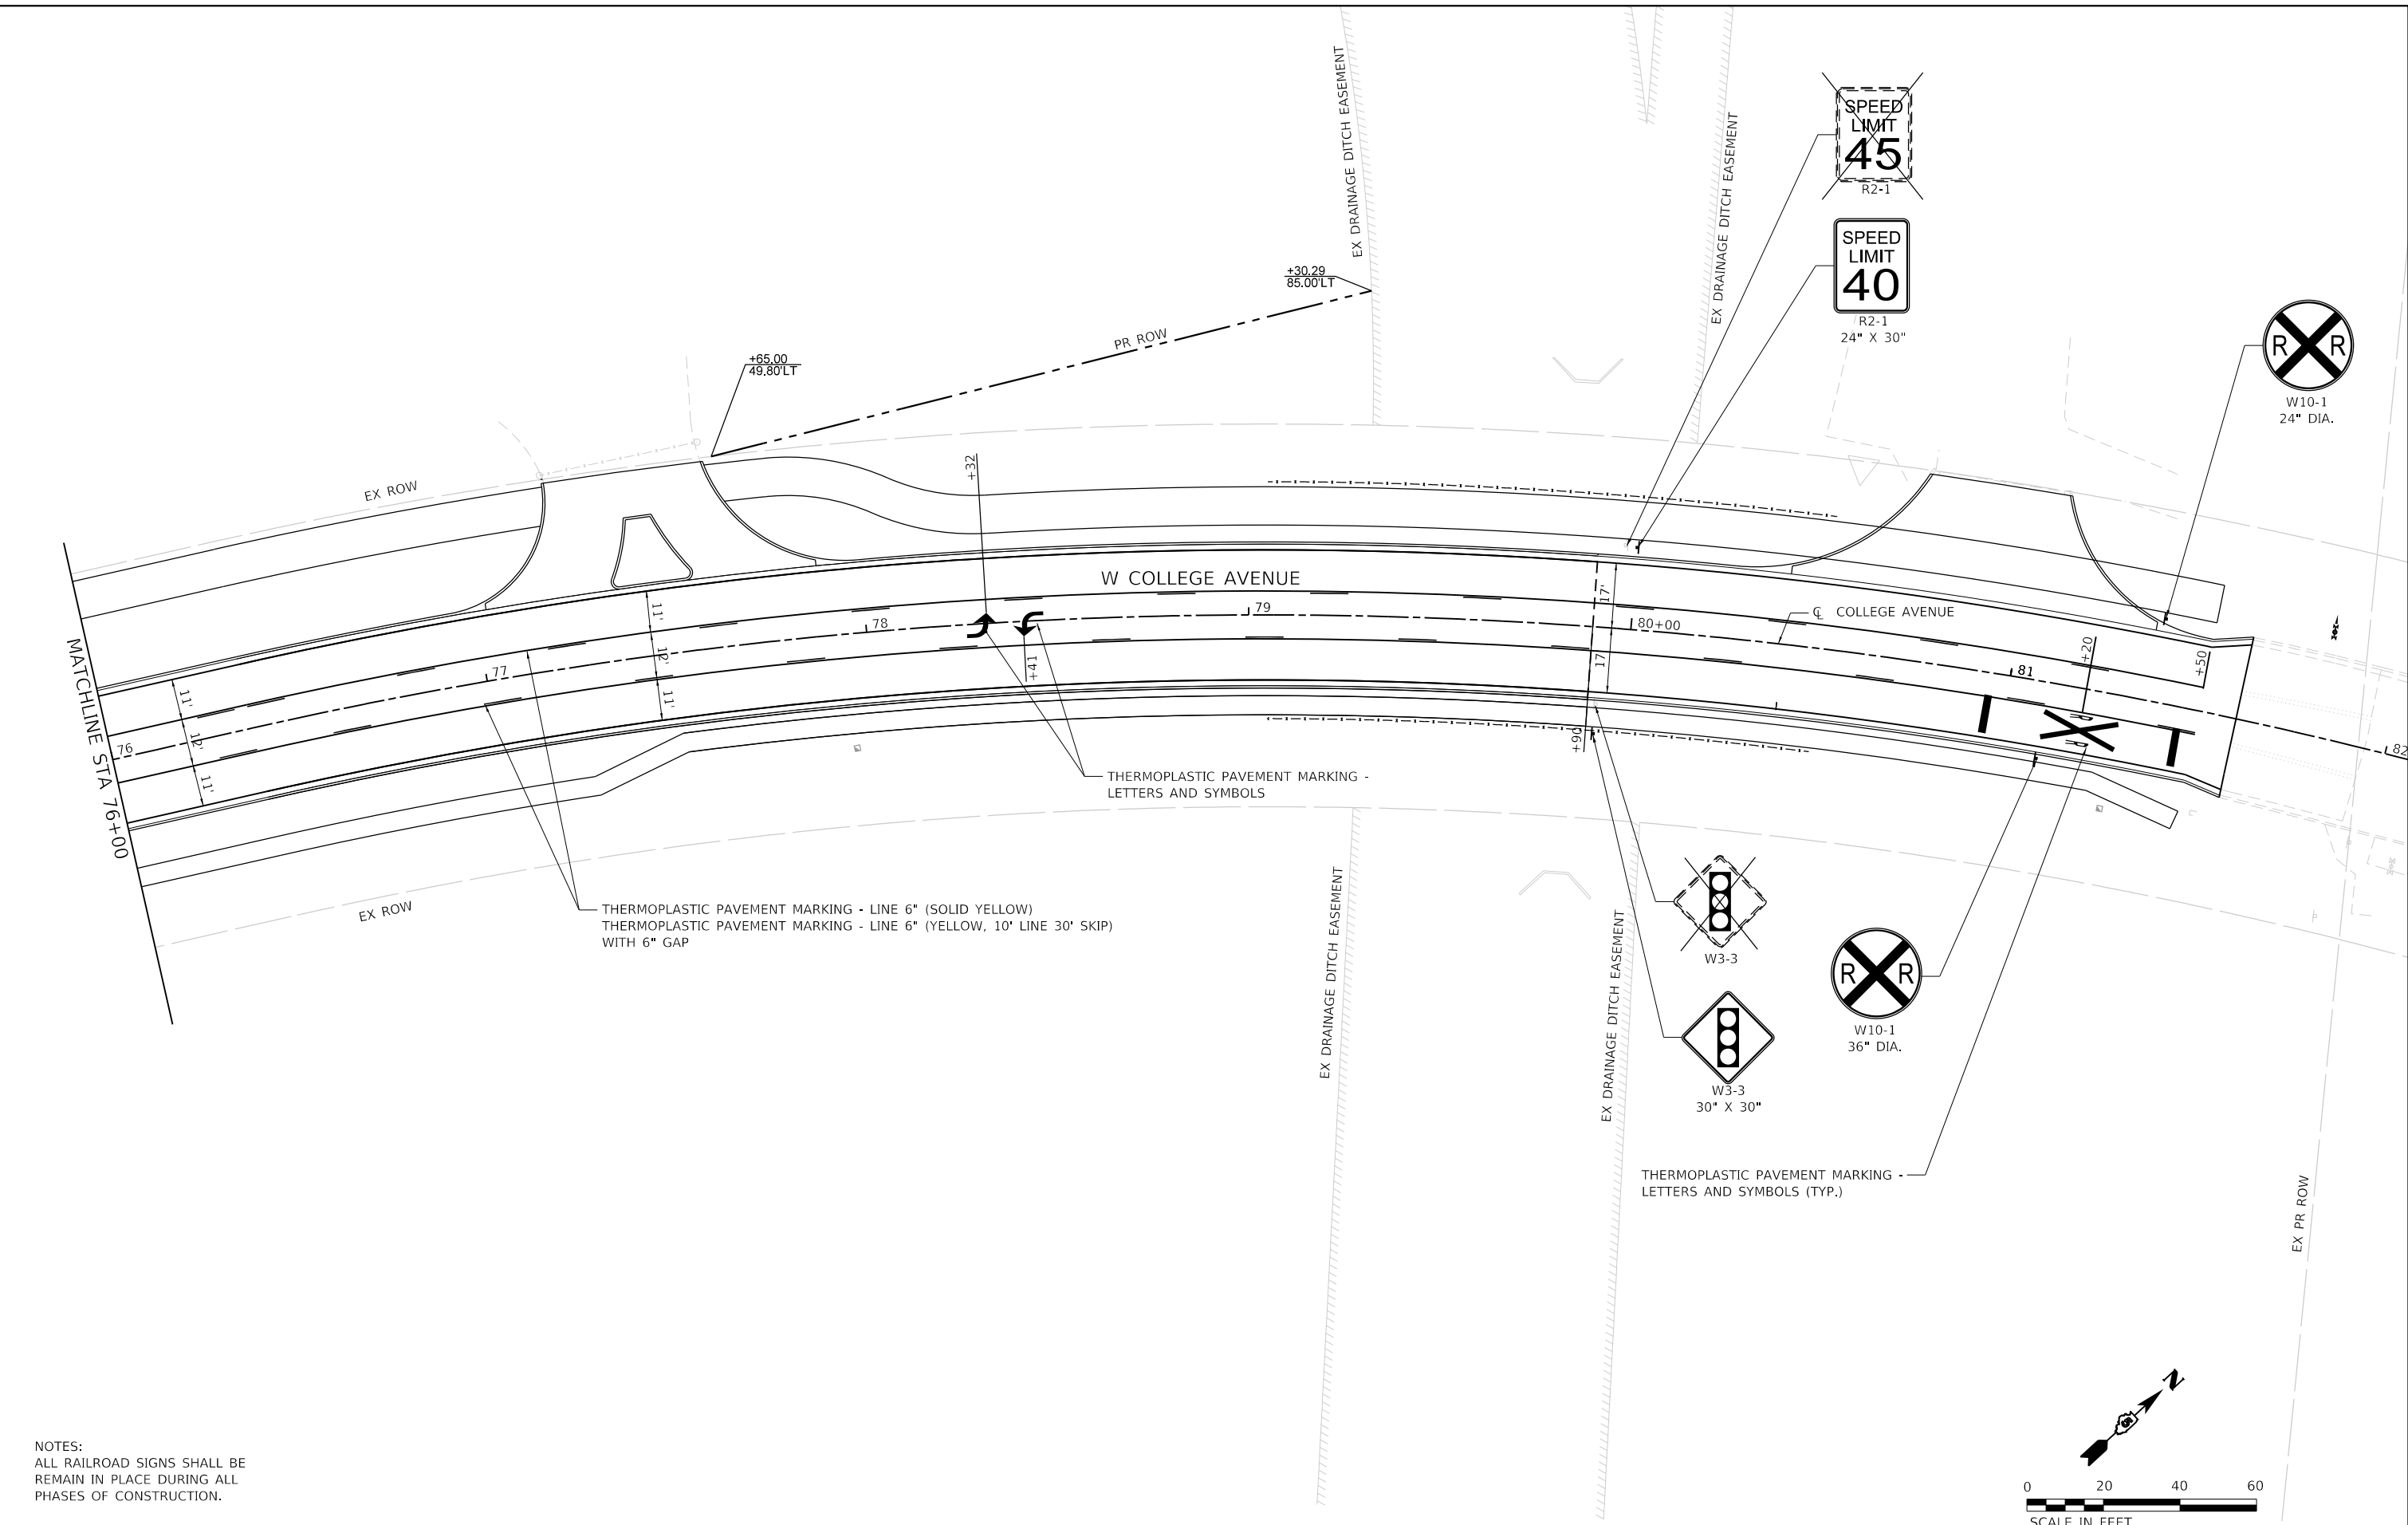 EX DRAINAGE DITCH EASEMENT
EX DRAINAGE DITCH EASEMENT
SPEED
LIMIT
45
R2-1
SPEED
LIMIT
40
R2-1
24" X 30"
R R
W10-1
24" DIA.
+30.29
85.00'LT
PR ROW
+65.00
49.80'LT
EX ROW
+32
W COLLEGE AVENUE
℄ COLLEGE AVENUE
11'
12'
11'
11'
12'
11'
17'
17'
76
77
78
79
80+00
81
82
+41
+90
+20
+50
R
R
MATCHLINE STA 76+00
THERMOPLASTIC PAVEMENT MARKING -
LETTERS AND SYMBOLS
THERMOPLASTIC PAVEMENT MARKING - LINE 6" (SOLID YELLOW)
THERMOPLASTIC PAVEMENT MARKING - LINE 6" (YELLOW, 10' LINE 30' SKIP)
WITH 6" GAP
EX ROW
EX DRAINAGE DITCH EASEMENT
EX DRAINAGE DITCH EASEMENT
W3-3
W3-3
30" X 30"
R R
W10-1
36" DIA.
THERMOPLASTIC PAVEMENT MARKING -
LETTERS AND SYMBOLS (TYP.)
EX PR ROW
N
0 20 40 60
SCALE IN FEET
NOTES:
ALL RAILROAD SIGNS SHALL BE
REMAIN IN PLACE DURING ALL
PHASES OF CONSTRUCTION.